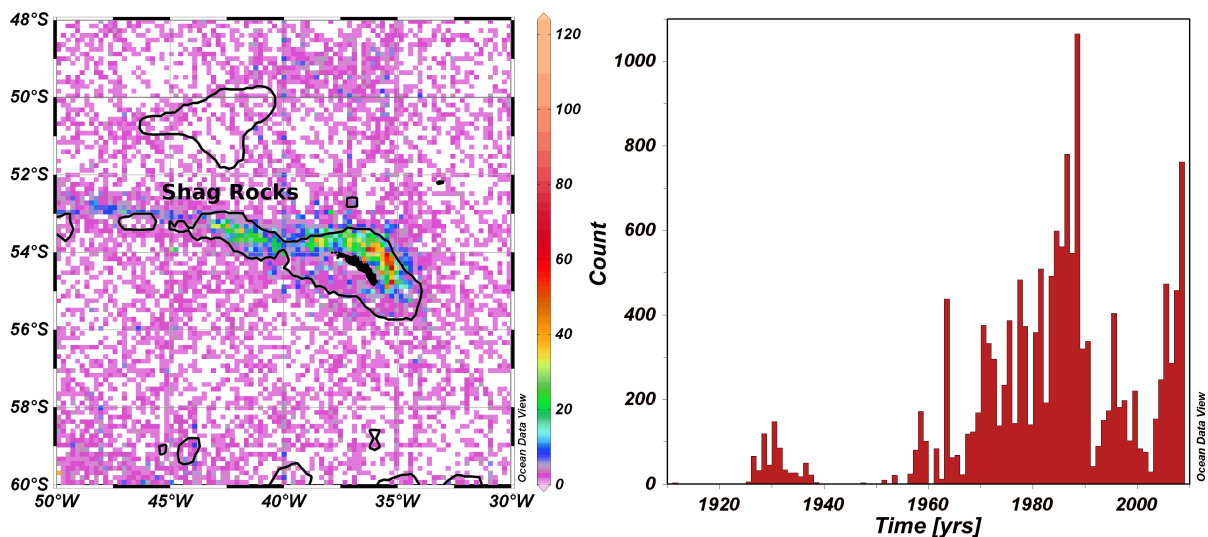 48°S
50°S
52°S
54°S
56°S
58°S
60°S
50°W
45°W
40°W
35°W
30°W
Shag Rocks
120
100
80
60
40
20
0
Ocean Data View
1000
800
600
400
200
0
Count
1920
1940
1960
1980
2000
Time [yrs]
Ocean Data View